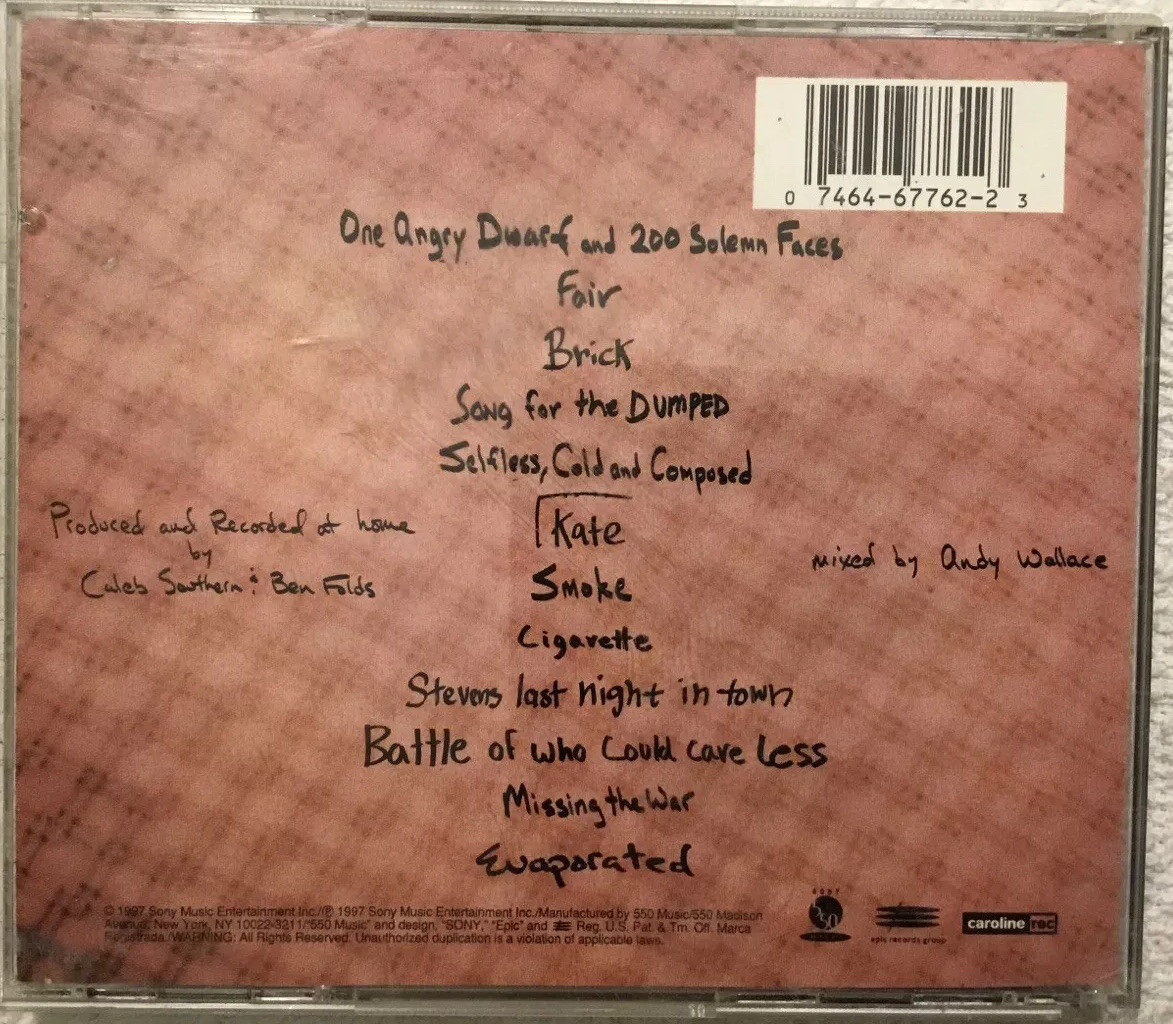 0 7464-67762-2 3
One Angry Dwarf and 200 Solemn Faces
Fair
Brick
Song for the DUMPED
Selfless, Cold and Composed
Kate
Smoke
Cigarette
Stevens last night in town
Battle of who Could care Less
Missing the War
Evaporated
Produced and Recorded at home
by
Caleb Southern & Ben Folds
mixed by Andy Wallace
© 1997 Sony Music Entertainment Inc./℗ 1997 Sony Music Entertainment Inc./Manufactured by 550 Music/550 Madison
Avenue, New York, NY 10022-3211/"550 Music" and design, "SONY," "Epic" and Reg. U.S. Pat. & Tm. Off. Marca
Registrada./WARNING: All Rights Reserved. Unauthorized duplication is a violation of applicable laws.
SONY
550
epic records group
caroline rec